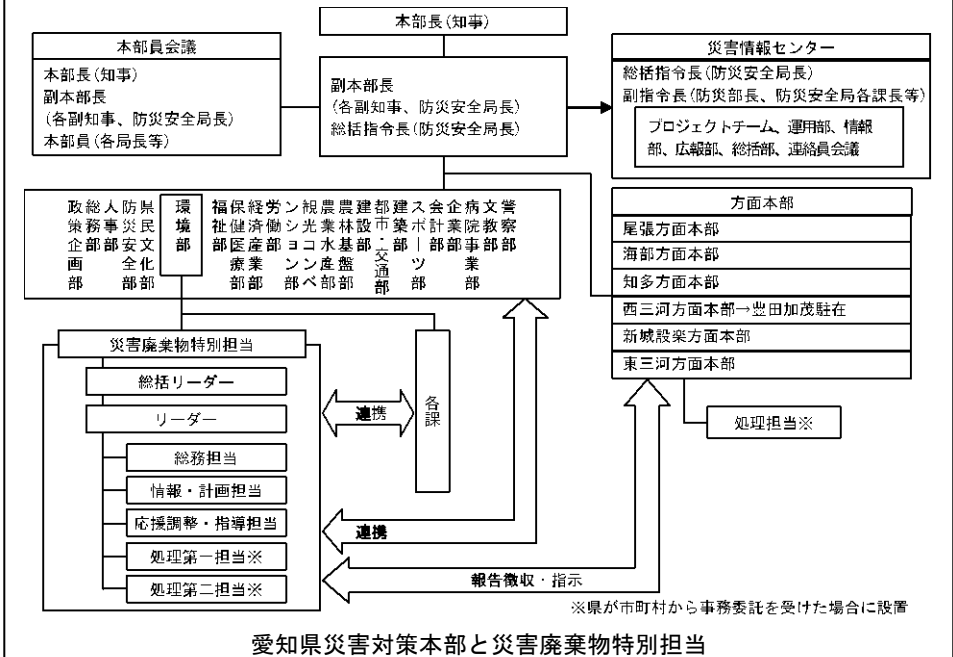 本部長(知事)
本部員会議
本部長(知事)
副本部長
(各副知事、防災安全局長)
本部員(各局長等)
副本部長
(各副知事、防災安全局長)
総括指令長(防災安全局長)
災害情報センター
総括指令長(防災安全局長)
副指令長(防災部長、防災安全局各課長等)
プロジェクトチーム、運用部、情報
部、広報部、総括部、連絡員会議
政策企画部
総務部
人事部
防災安全部
県民文化部
環境部
福祉部
保健医療部
経済産業部
労働部
観光コンベ
ンション部
農業水産部
農林基盤部
建設部
都市・交通部
建築部
スポーツ部
会計部
企業部
病院事業部
文教部
警察部
方面本部
尾張方面本部
海部方面本部
知多方面本部
西三河方面本部→豊田加茂駐在
新城設楽方面本部
東三河方面本部
処理担当※
災害廃棄物特別担当
総括リーダー
リーダー
総務担当
情報・計画担当
応援調整・指導担当
処理第一担当※
処理第二担当※
連携
各課
連携
報告徴収・指示
※県が市町村から事務委託を受けた場合に設置
愛知県災害対策本部と災害廃棄物特別担当